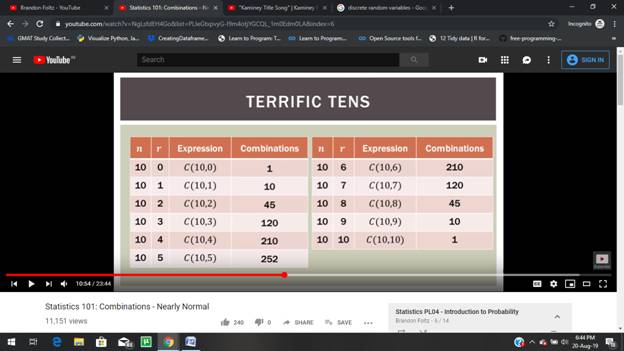 Brandon Foltz - YouTube
Statistics 101: Combinations -
"Kaminey Title Song" | Kaminey |
discrete random variables - Goo
youtube.com/watch?v=
Incognito
GMAT Study Collect...
Visualize Python, Ja...
CreatingDataframe...
Learn to Program: T...
Learn to Program...
Open Source tools f...
12 Tidy data | R for...
free-programming-...
YouTube
Search
SIGN IN
TERRIFIC TENS
n r Expression Combinations n r Expression Combinations
10 0 C(10,0) 1 10 6 C(10,6) 210
10 1 C(10,1) 10 10 7 C(10,7) 120
10 2 C(10,2) 45 10 8 C(10,8) 45
10 3 C(10,3) 120 10 9 C(10,9) 10
10 4 C(10,4) 210 10 10 C(10,10) 1
10 5 C(10,5) 252
10:54 / 23:44
Statistics 101: Combinations - Nearly Normal
11,151 views
240 0 SHARE SAVE
Statistics PL04 - Introduction to Probability
Brandon Foltz - 6 / 14
6:44 PM
20-Aug-19